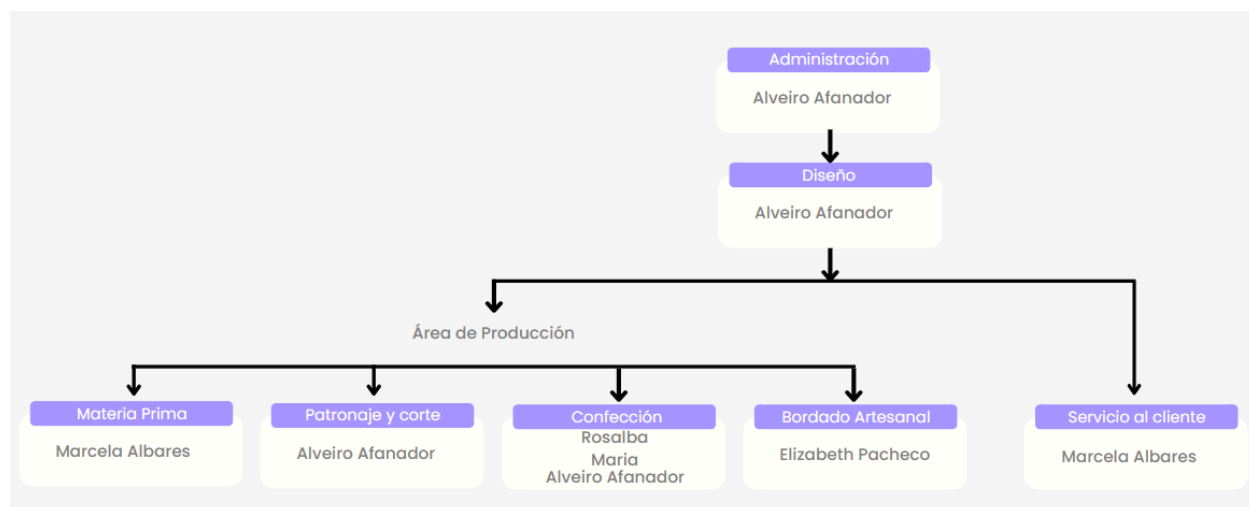 Administración
Alveiro Afanador
Diseño
Alveiro Afanador
Área de Producción
Materia Prima
Marcela Albares
Patronaje y corte
Alveiro Afanador
Confección
Rosalba
Maria
Alveiro Afanador
Bordado Artesanal
Elizabeth Pacheco
Servicio al cliente
Marcela Albares